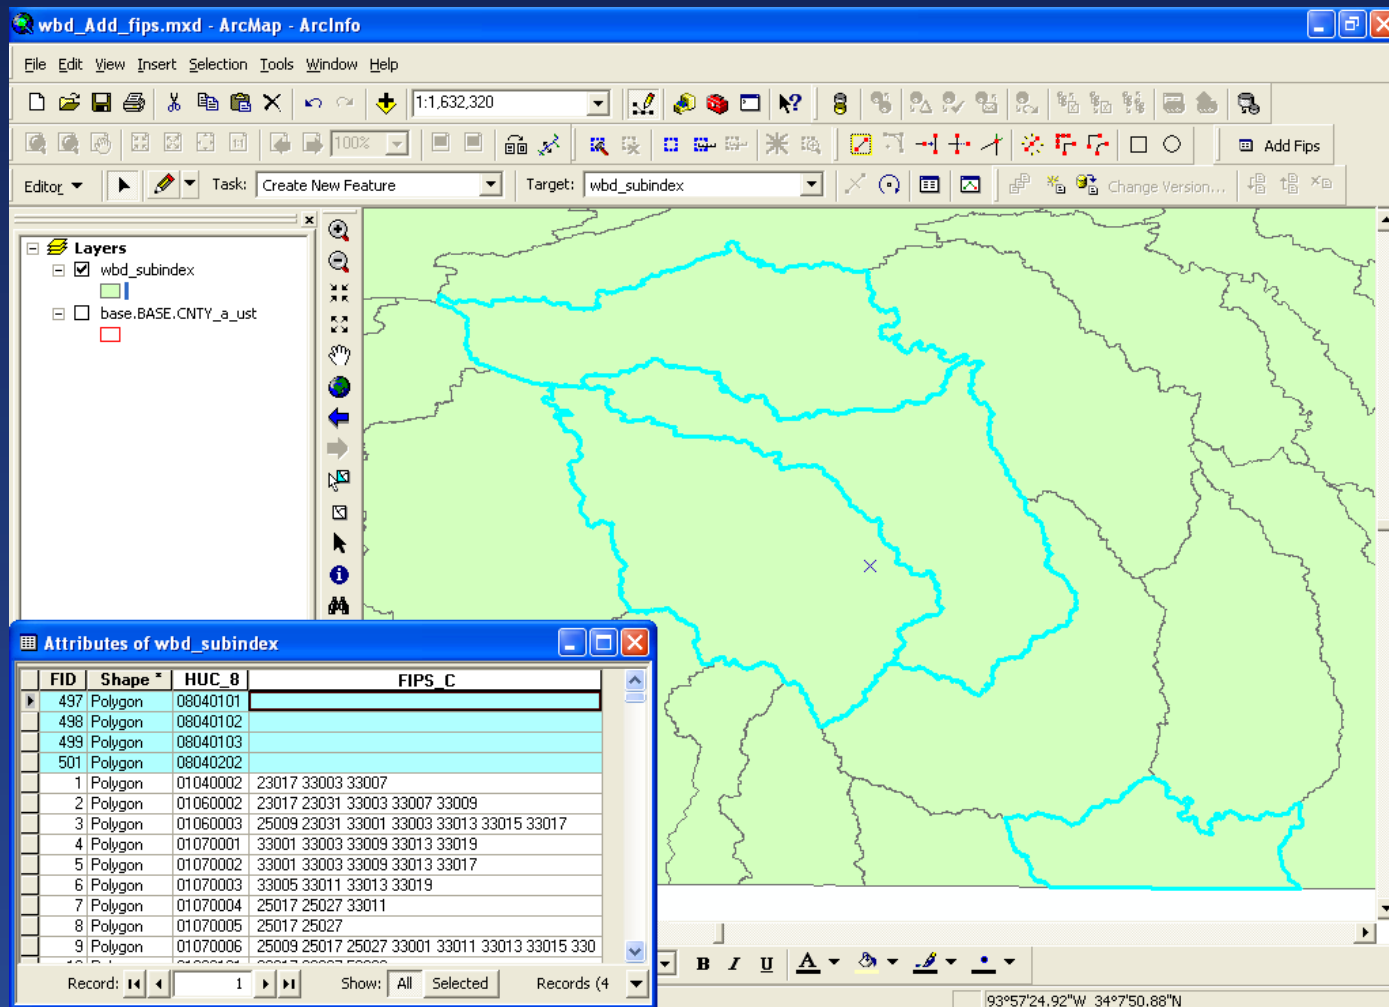 wbd_Add_fips.mxd - ArcMap - ArcInfo
File Edit View Insert Selection Tools Window Help
1:1,632,320
100%
Add Fips
Editor Task: Create New Feature Target: wbd_subindex Change Version...
Layers
wbd_subindex
base.BASE.CNTY_a_ust
Attributes of wbd_subindex
FID Shape * HUC_8 FIPS_C
497 Polygon 08040101
498 Polygon 08040102
499 Polygon 08040103
501 Polygon 08040202
1 Polygon 01040002 23017 33003 33007
2 Polygon 01060002 23017 23031 33003 33007 33009
3 Polygon 01060003 25009 23031 33001 33003 33013 33015 33017
4 Polygon 01070001 33001 33003 33009 33013 33019
5 Polygon 01070002 33001 33003 33009 33013 33017
6 Polygon 01070003 33005 33011 33013 33019
7 Polygon 01070004 25017 25027 33011
8 Polygon 01070005 25017 25027
9 Polygon 01070006 25009 25017 25027 33001 33011 33013 33015 330
Record: 1 Show: All Selected Records (4
B I U A
93°57'24.92"W 34°7'50.88"N